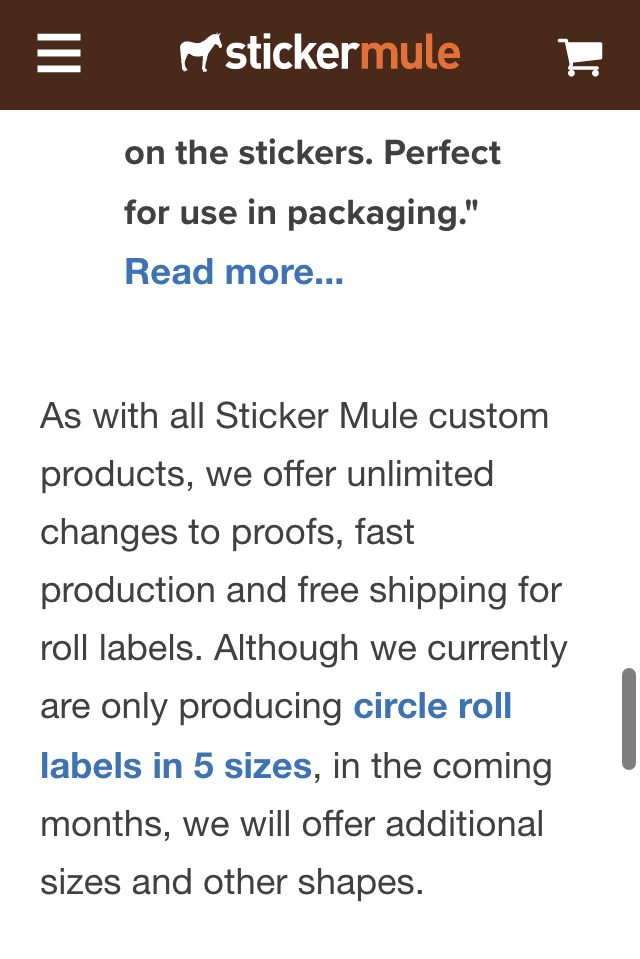 stickermule
on the stickers. Perfect
for use in packaging."
Read more...
As with all Sticker Mule custom
products, we offer unlimited
changes to proofs, fast
production and free shipping for
roll labels. Although we currently
are only producing circle roll
labels in 5 sizes, in the coming
months, we will offer additional
sizes and other shapes.